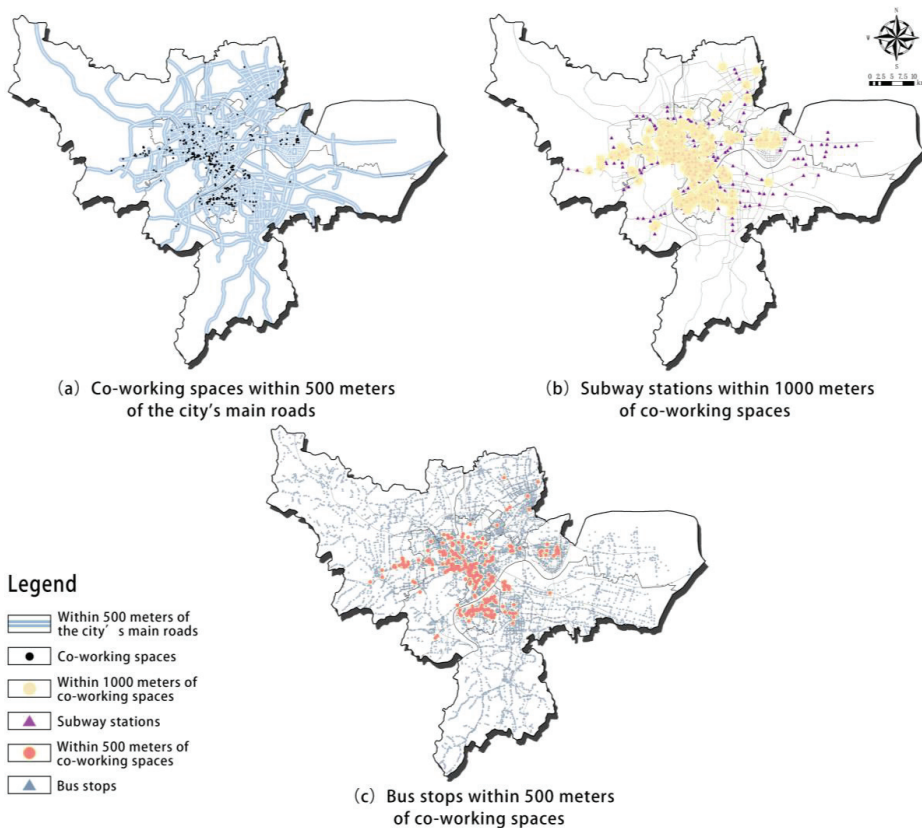 N
W
E
S
0 2.5 5 7.5 10
km
(a) Co-working spaces within 500 meters
of the city's main roads
(b) Subway stations within 1000 meters
of co-working spaces
Legend
Within 500 meters of
the city's main roads
Co-working spaces
Within 1000 meters of
co-working spaces
Subway stations
Within 500 meters of
co-working spaces
Bus stops
(c) Bus stops within 500 meters
of co-working spaces